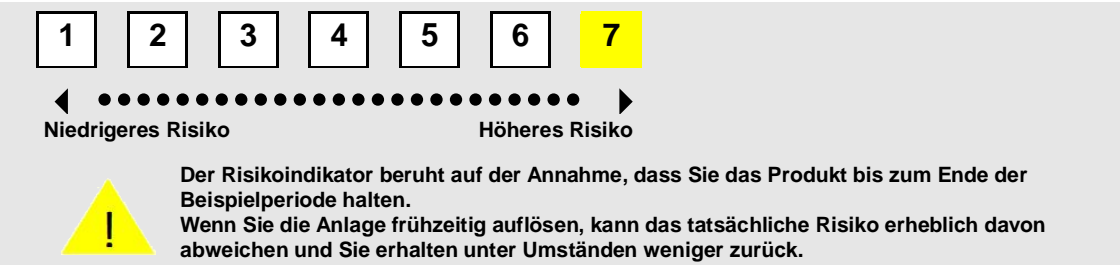 1 2 3 4 5 6 7
Niedrigeres Risiko Höheres Risiko
Der Risikoindikator beruht auf der Annahme, dass Sie das Produkt bis zum Ende der
Beispielperiode halten.
Wenn Sie die Anlage frühzeitig auflösen, kann das tatsächliche Risiko erheblich davon
abweichen und Sie erhalten unter Umständen weniger zurück.
!